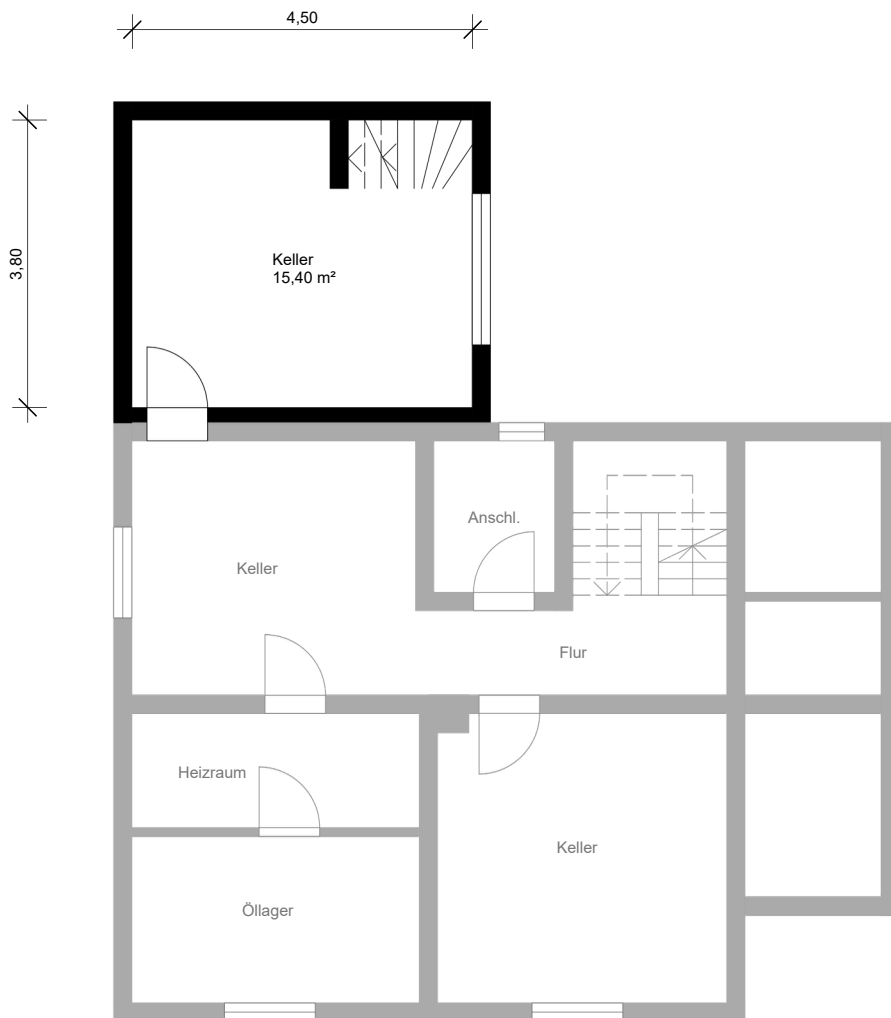 4,50
3,80
Keller
15,40 m²
Anschl.
Keller
Flur
Heizraum
Keller
Öllager